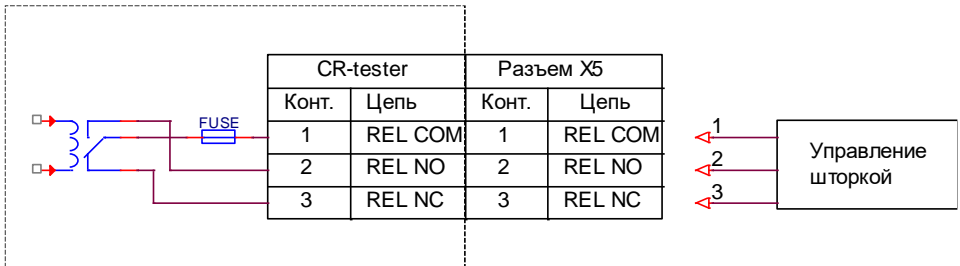 CR-tester Разъем X5
Конт. Цепь Конт. Цепь
FUSE
1 REL COM 1 REL COM 1
2 REL NO 2 REL NO 2
3 REL NC 3 REL NC 3
Управление
шторкой